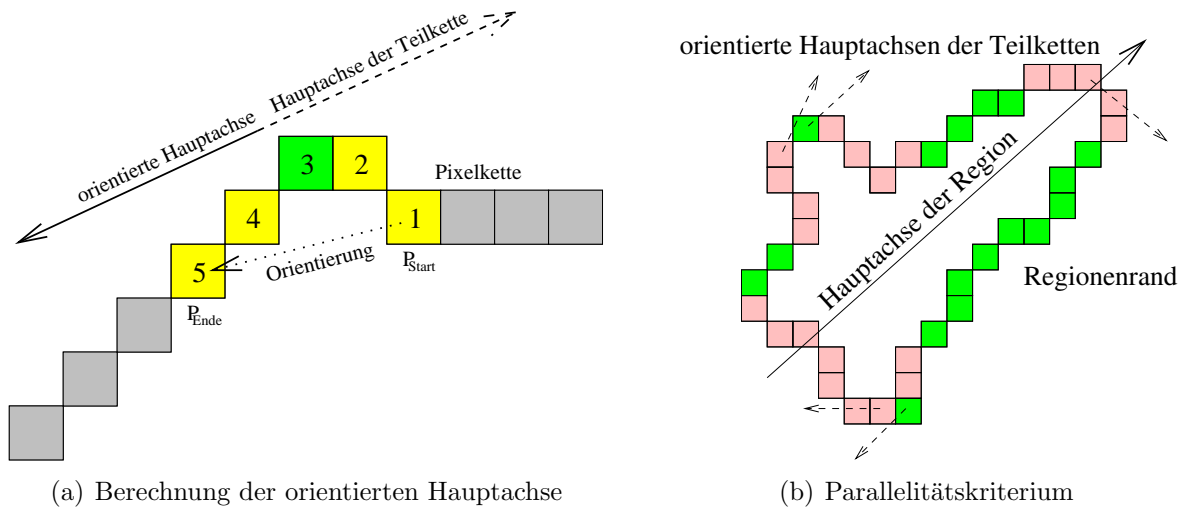 Hauptachse der Teilkette
orientierte Hauptachse
3
2
Pixelkette
4
1
Orientierung
P_Start
5
P_Ende
(a) Berechnung der orientierten Hauptachse
orientierte Hauptachsen der Teilketten
Hauptachse der Region
Regionenrand
(b) Parallelitätskriterium